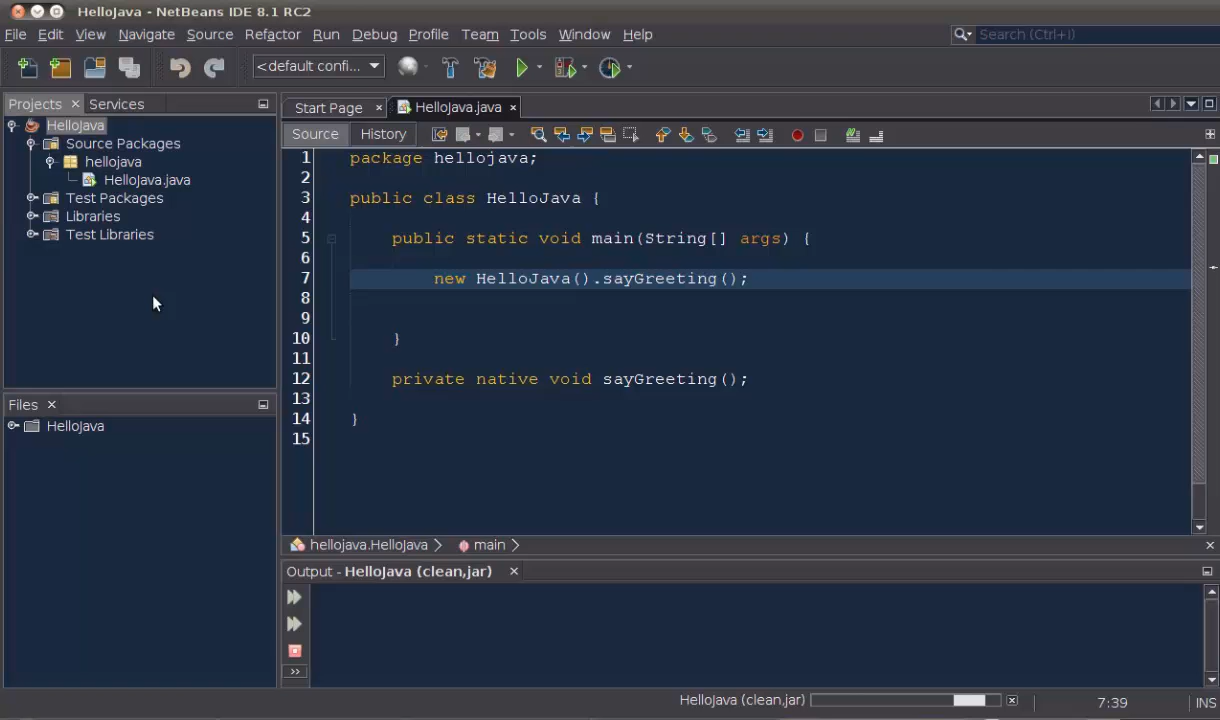 HelloJava - NetBeans IDE 8.1 RC2
File Edit View Navigate Source Refactor Run Debug Profile Team Tools Window Help
Search (Ctrl+I)
<default confi...
Projects Services
Start Page HelloJava.java
Source History
HelloJava
Source Packages
hellojava
HelloJava.java
Test Packages
Libraries
Test Libraries
Files
HelloJava
1 package hellojava;
2
3 public class HelloJava {
4
5 public static void main(String[] args) {
6
7 new HelloJava().sayGreeting();
8
9
10 }
11
12 private native void sayGreeting();
13
14 }
15
hellojava.HelloJava main
Output - HelloJava (clean,jar)
>>
HelloJava (clean,jar) 7:39 INS